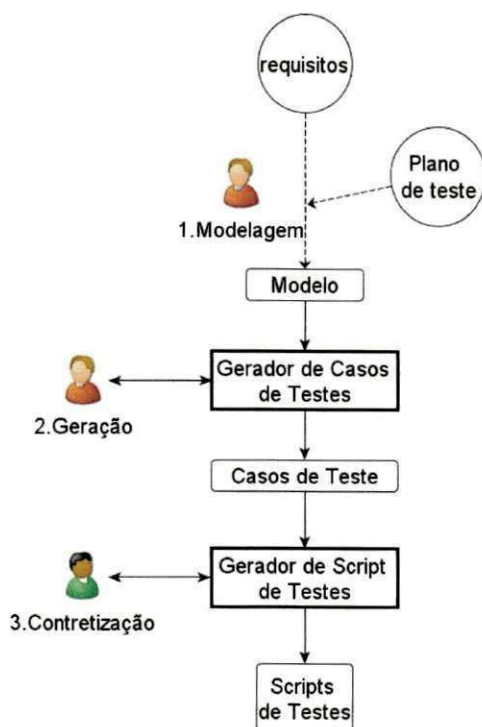 requisitos
Plano
de teste
1.Modelagem
Modelo
Gerador de Casos
de Testes
2.Geração
Casos de Teste
Gerador de Script
de Testes
3.Contretização
Scripts
de Testes